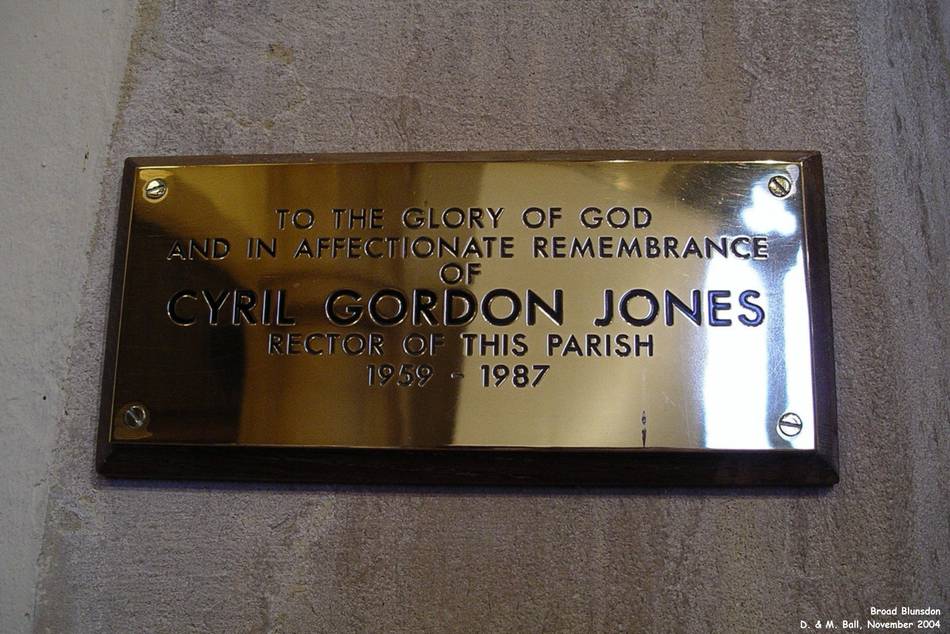 TO THE GLORY OF GOD
AND IN AFFECTIONATE REMEMBRANCE
OF
CYRIL GORDON JONES
RECTOR OF THIS PARISH
1959 - 1987
Broad Blunsdon
D. & M. Ball, November 2004